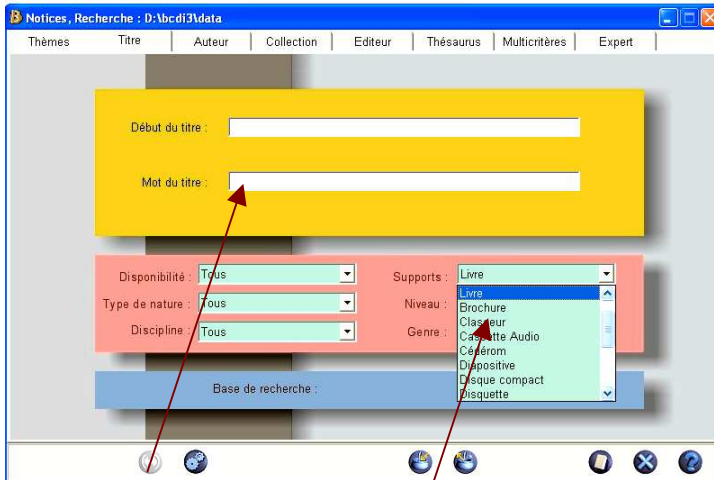 Notices, Recherche : D:\bcdi3\data
Thèmes Titre Auteur Collection Editeur Thésaurus Multicritères Expert
Début du titre :
Mot du titre :
Disponibilité : Tous Supports : Livre
Type de nature : Tous Niveau :
Discipline : Tous Genre :
Livre
Brochure
Classeur
Cassette Audio
Cédérom
Diapositive
Disque compact
Disquette
Base de recherche :